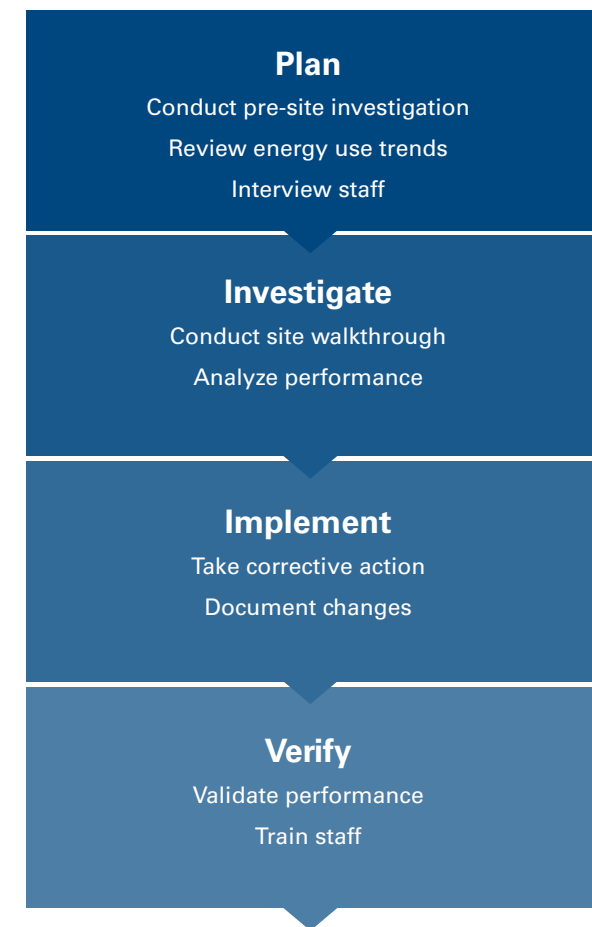 Plan
Conduct pre-site investigation
Review energy use trends
Interview staff
Investigate
Conduct site walkthrough
Analyze performance
Implement
Take corrective action
Document changes
Verify
Validate performance
Train staff